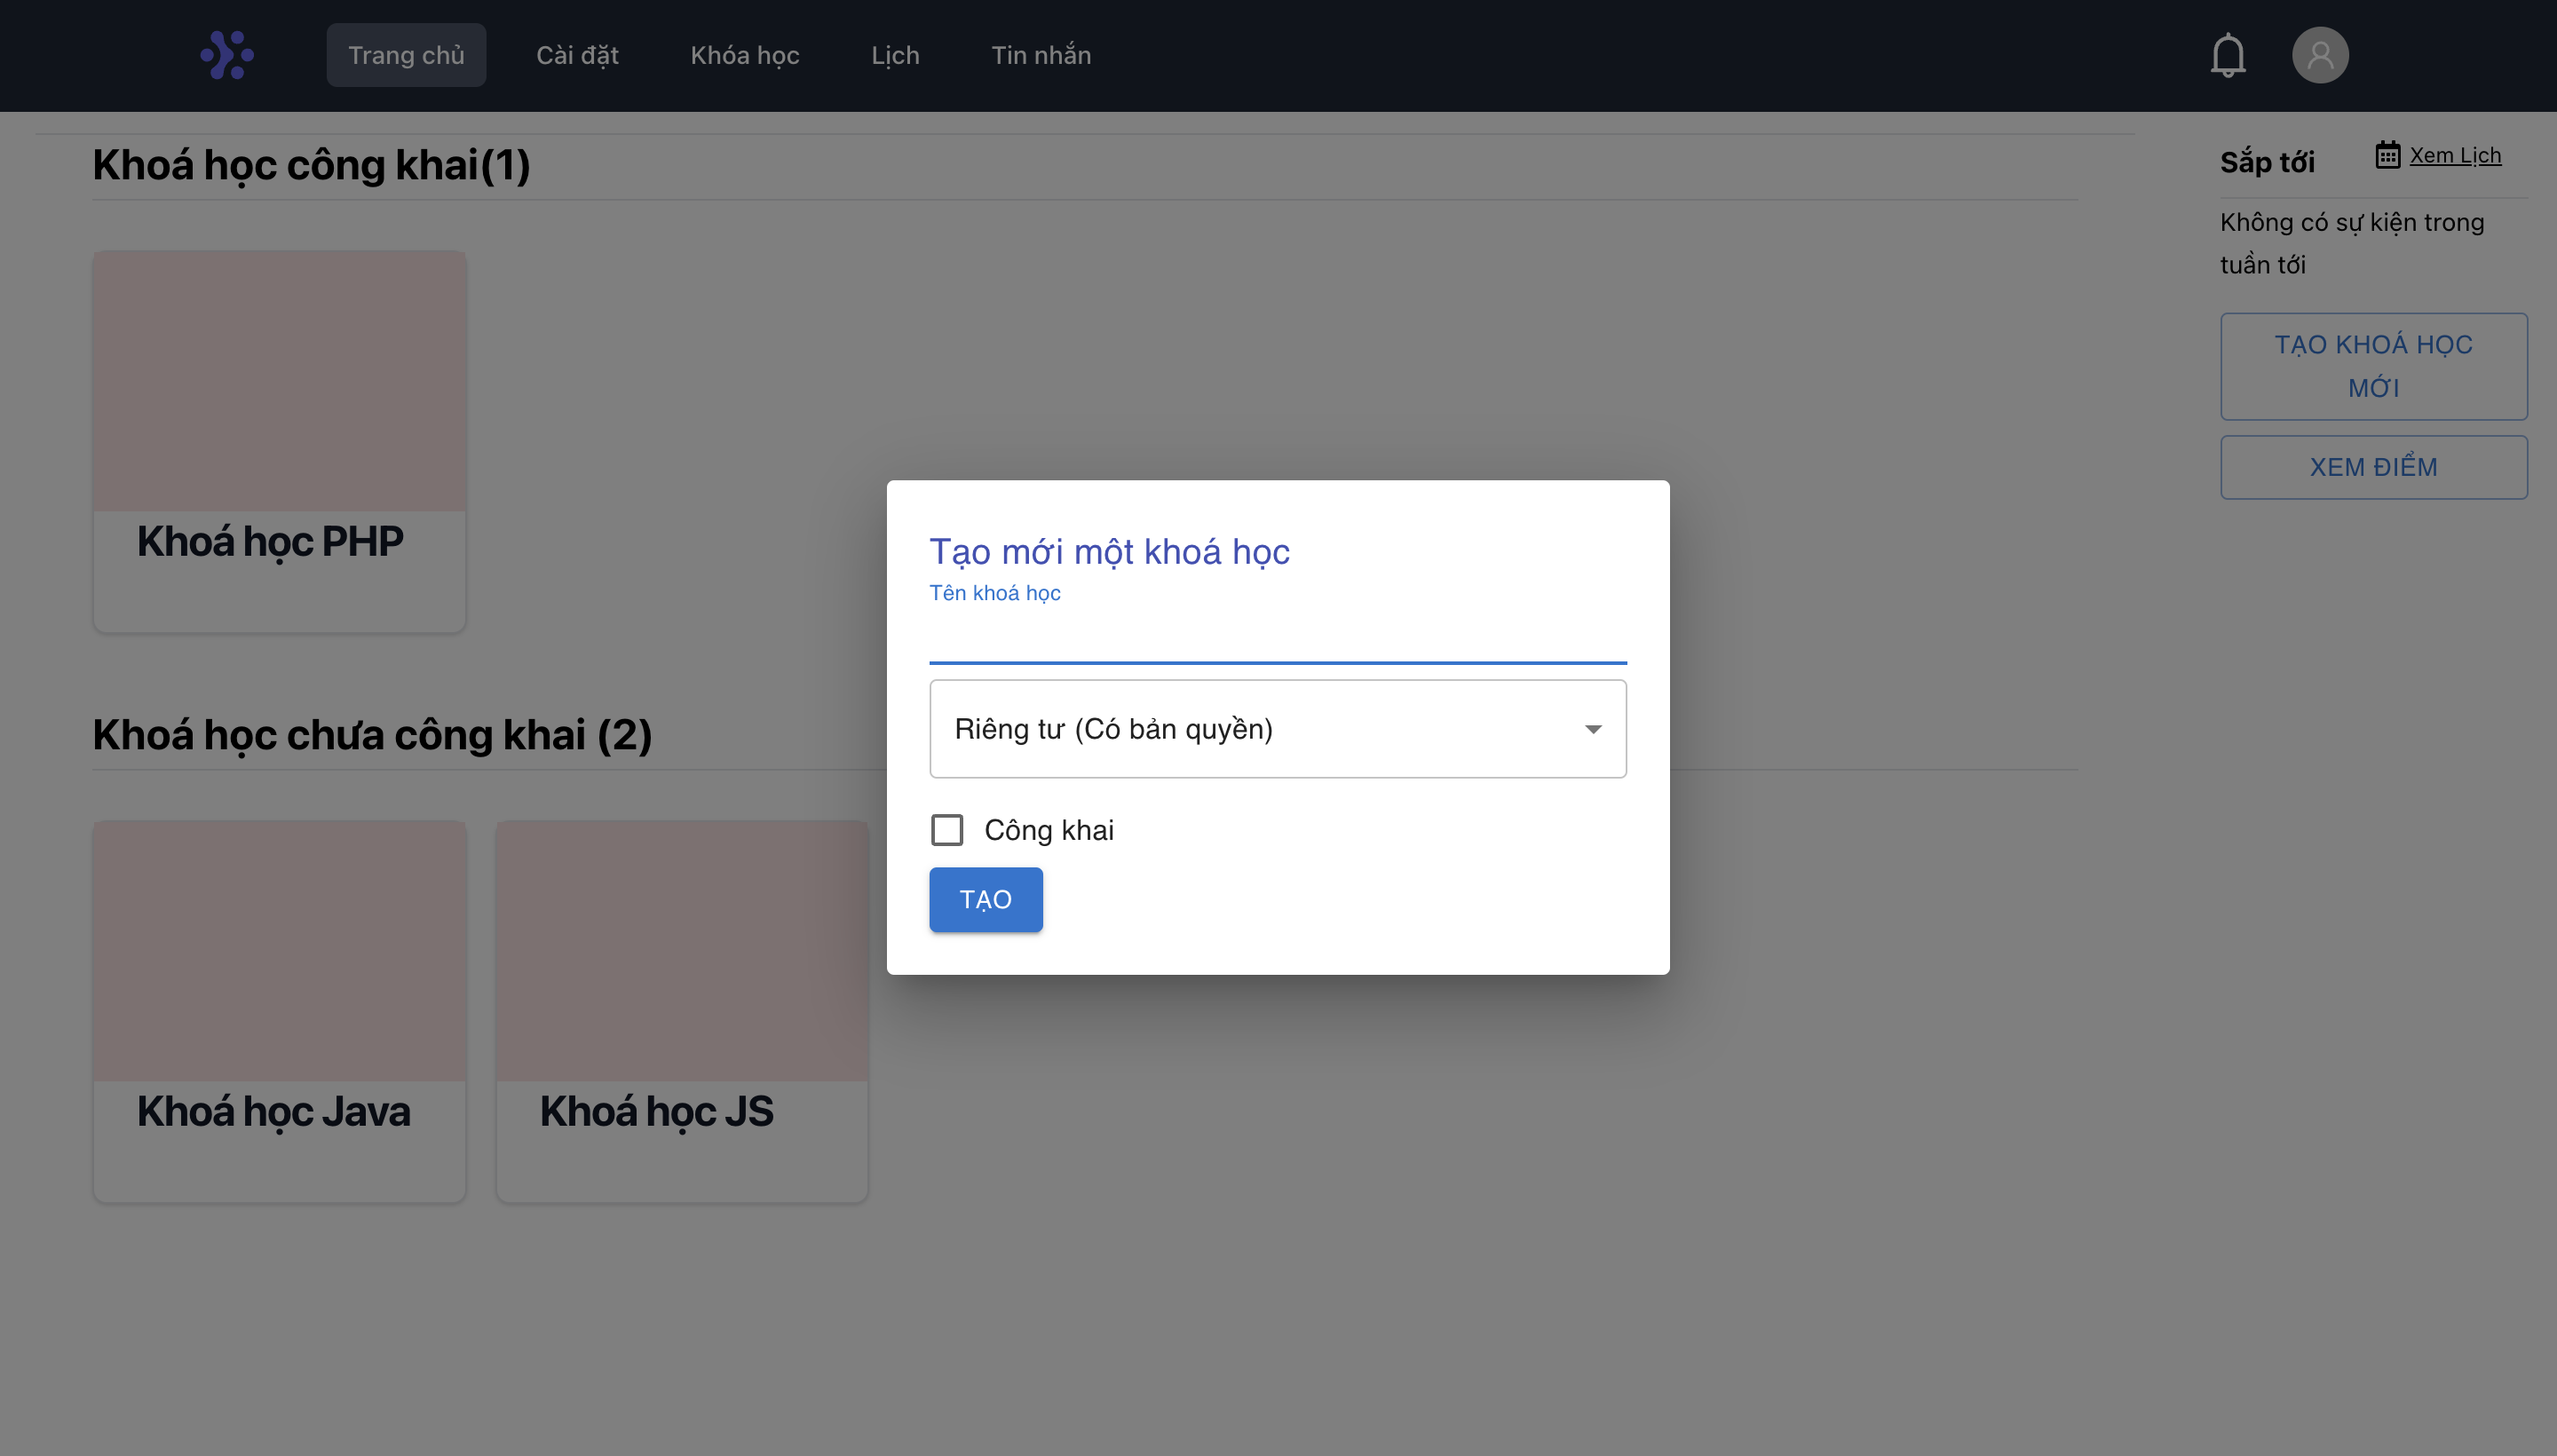 Trang chủ
Cài đặt
Khóa học
Lịch
Tin nhắn
Khoá học công khai(1)
Khoá học PHP
Khoá học chưa công khai (2)
Khoá học Java
Khoá học JS
Sắp tới
Xem Lịch
Không có sự kiện trong
tuần tới
TẠO KHOÁ HỌC
MỚI
XEM ĐIỂM
Tạo mới một khoá học
Tên khoá học
Riêng tư (Có bản quyền)
Công khai
TẠO